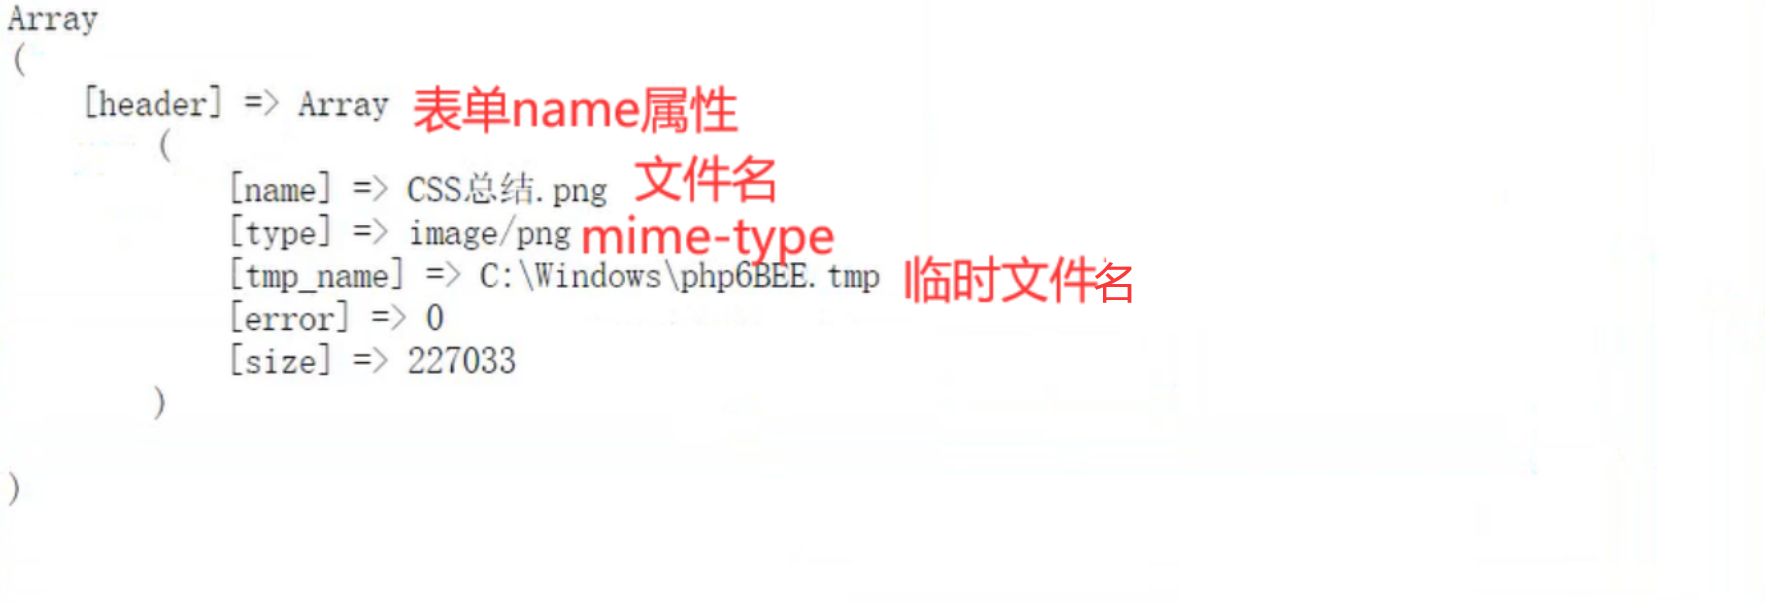 Array
(
[header] => Array 表单name属性
(
[name] => CSS总结.png 文件名
[type] => image/png mime-type
[tmp_name] => C:\Windows\php6BEE.tmp 临时文件名
[error] => 0
[size] => 227033
)
)